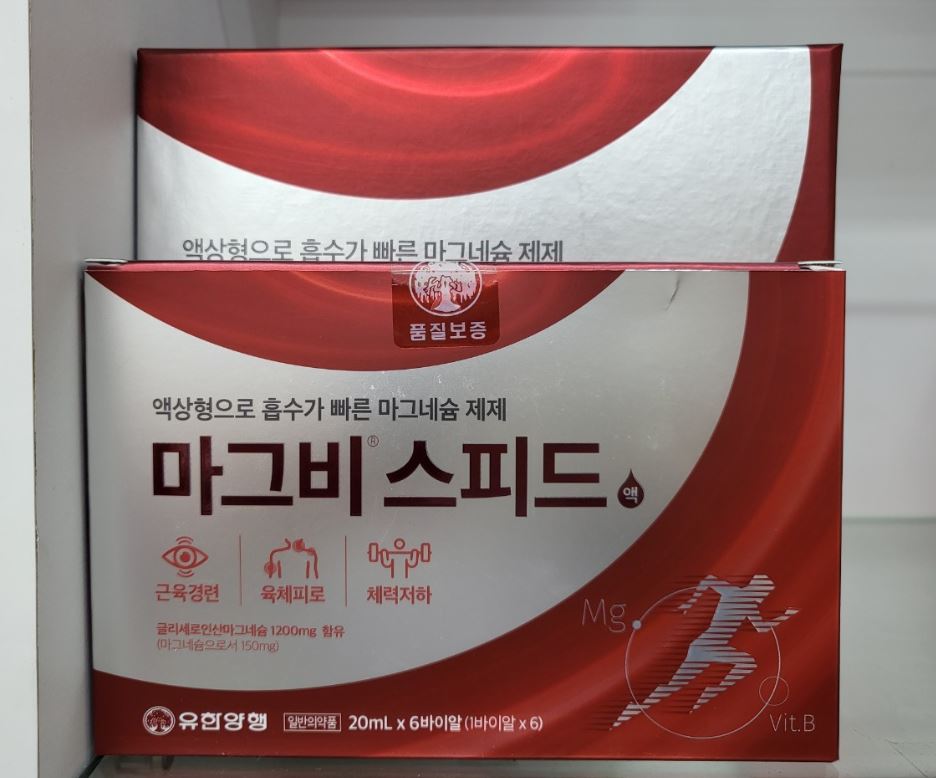 액상형으로 흡수가 빠른 마그네슘 제제
품질보증
액상형으로 흡수가 빠른 마그네슘 제제
마그비® 스피드 액
근육경련 육체피로 체력저하
글리세로인산마그네슘 1200mg 함유
(마그네슘으로서 150mg)
Mg
Vit.B
유한양행 일반의약품 20mL x 6바이알 (1바이알 x 6)